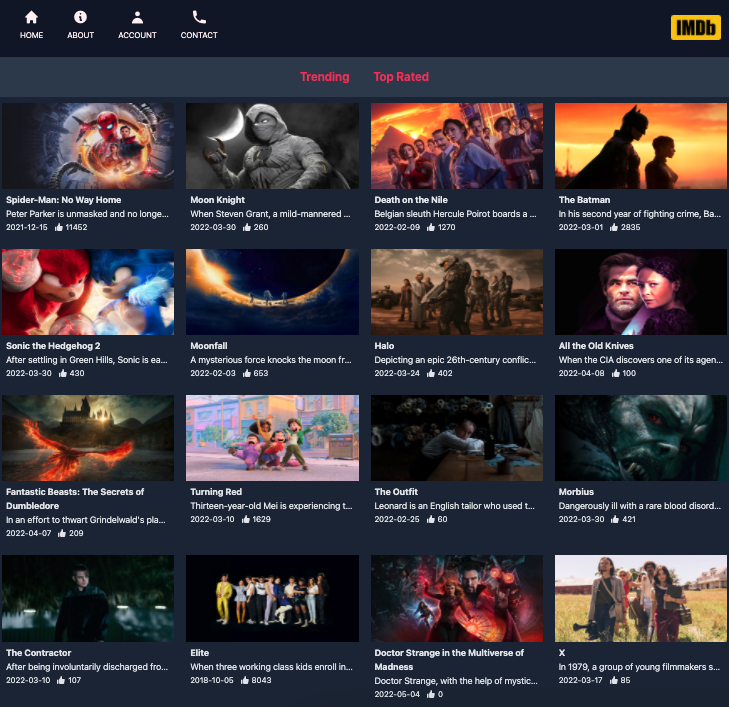 HOME ABOUT ACCOUNT CONTACT IMDb
Trending Top Rated
Spider-Man: No Way Home
Peter Parker is unmasked and no longe...
2021-12-15 11452
Moon Knight
When Steven Grant, a mild-mannered ...
2022-03-30 260
Death on the Nile
Belgian sleuth Hercule Poirot boards a ...
2022-02-09 1270
The Batman
In his second year of fighting crime, Ba...
2022-03-01 2835
Sonic the Hedgehog 2
After settling in Green Hills, Sonic is ea...
2022-03-30 430
Moonfall
A mysterious force knocks the moon fr...
2022-02-03 653
Halo
Depicting an epic 26th-century conflic...
2022-03-24 402
All the Old Knives
When the CIA discovers one of its agen...
2022-04-08 100
Fantastic Beasts: The Secrets of
Dumbledore
In an effort to thwart Grindelwald's pla...
2022-04-07 209
Turning Red
Thirteen-year-old Mei is experiencing t...
2022-03-10 1629
The Outfit
Leonard is an English tailor who used t...
2022-02-25 60
Morbius
Dangerously ill with a rare blood disord...
2022-03-30 421
The Contractor
After being involuntarily discharged fro...
2022-03-10 107
Elite
When three working class kids enroll in...
2018-10-05 8043
Doctor Strange in the Multiverse of
Madness
Doctor Strange, with the help of mystic...
2022-05-04 0
X
In 1979, a group of young filmmakers s...
2022-03-17 85